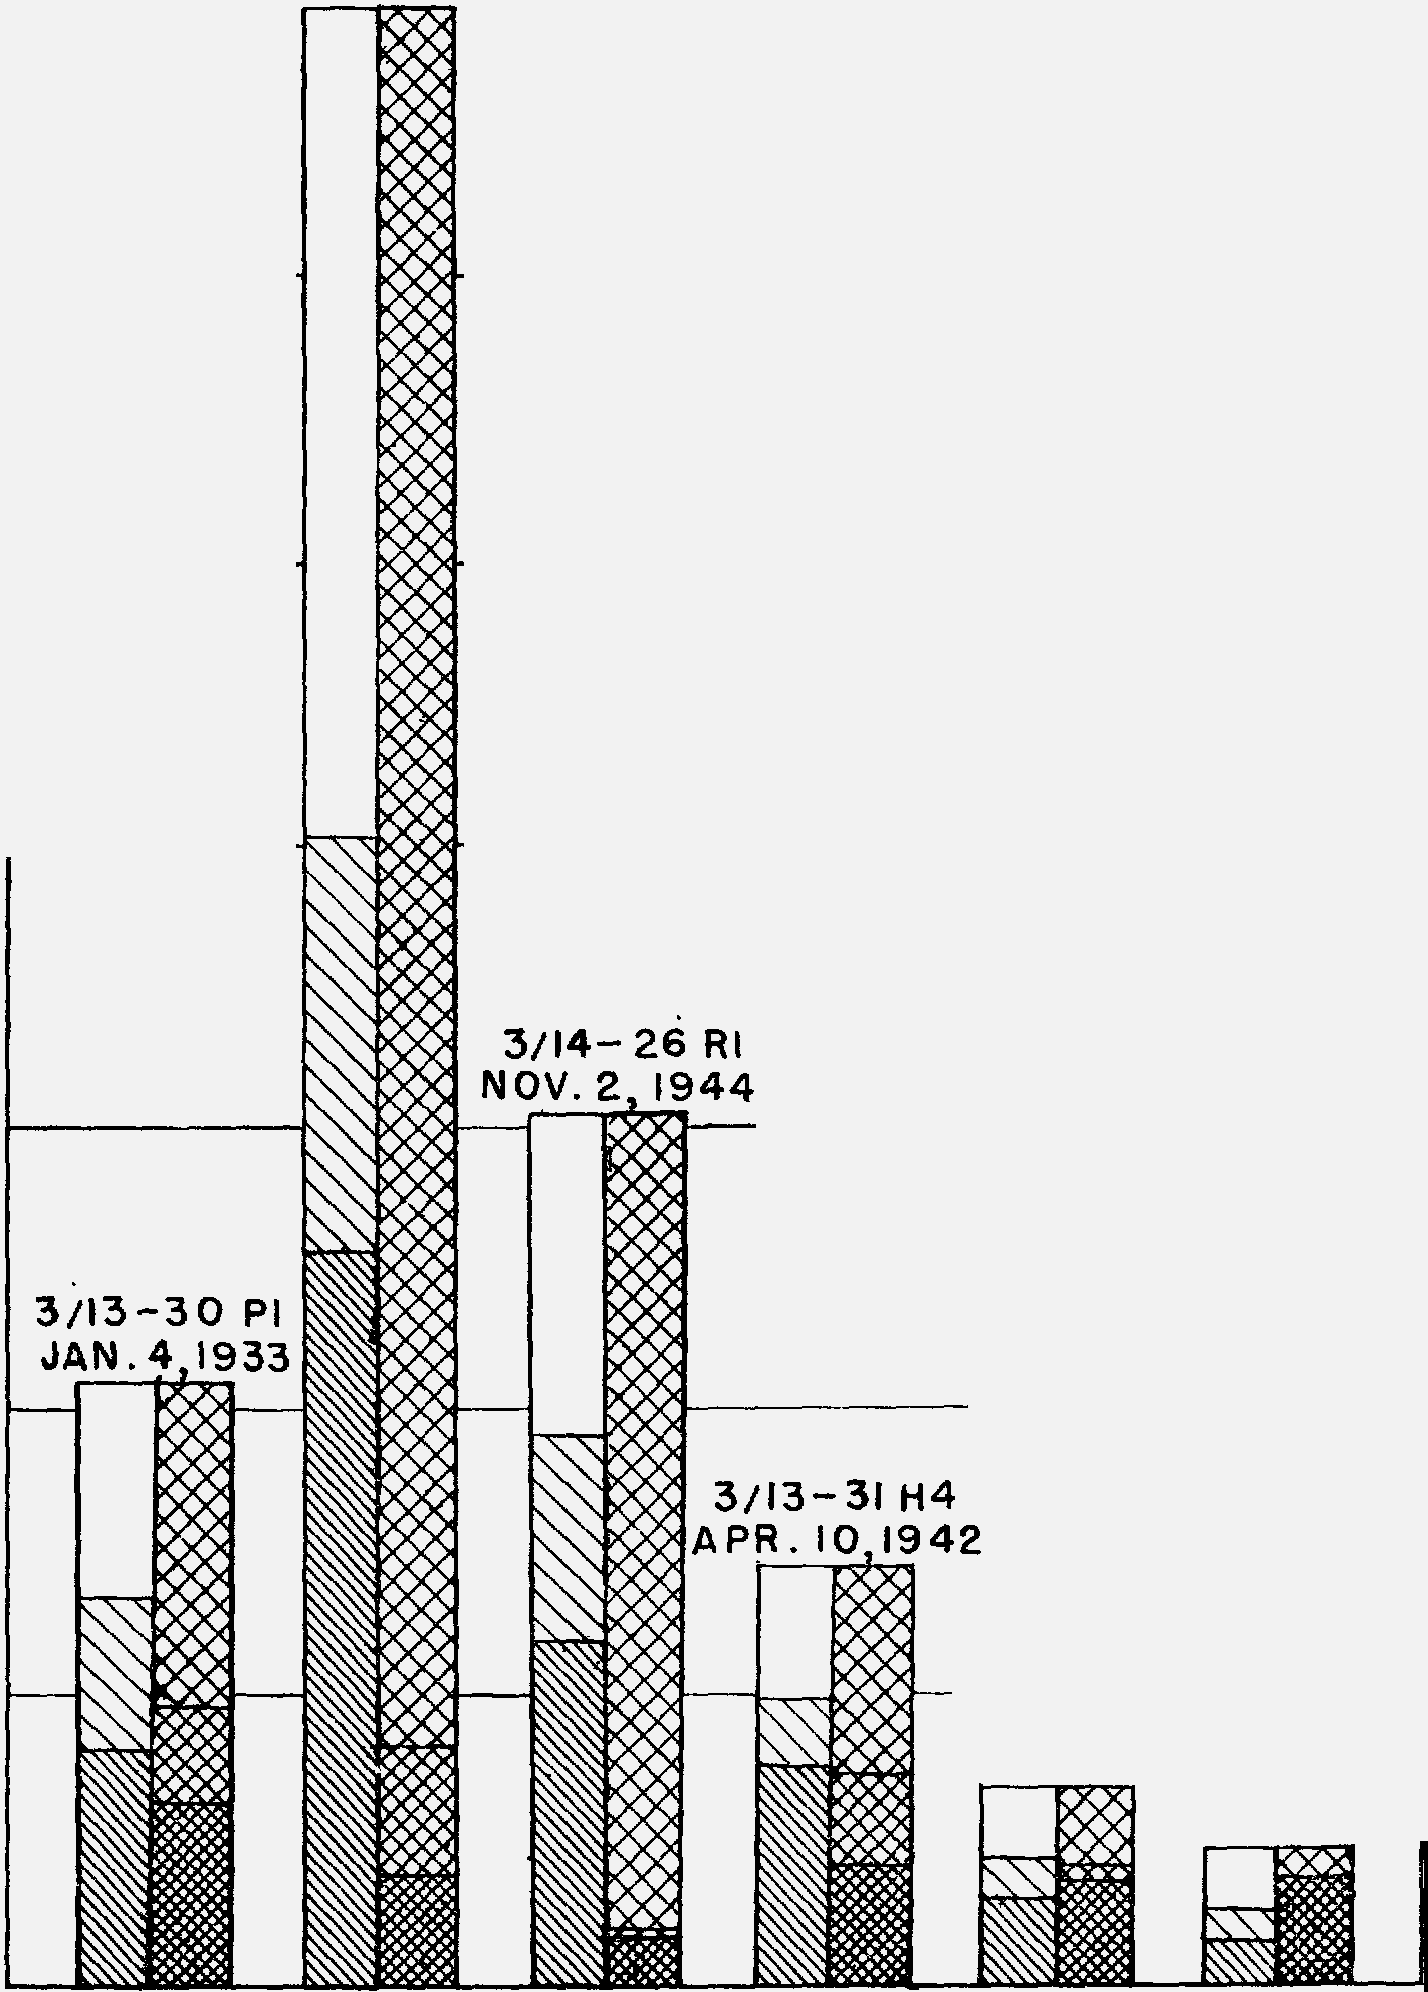 3/14-26 R1
NOV. 2, 1944
3/13-30 P1
JAN. 4, 1933
3/13-31 H4
APR. 10, 1942